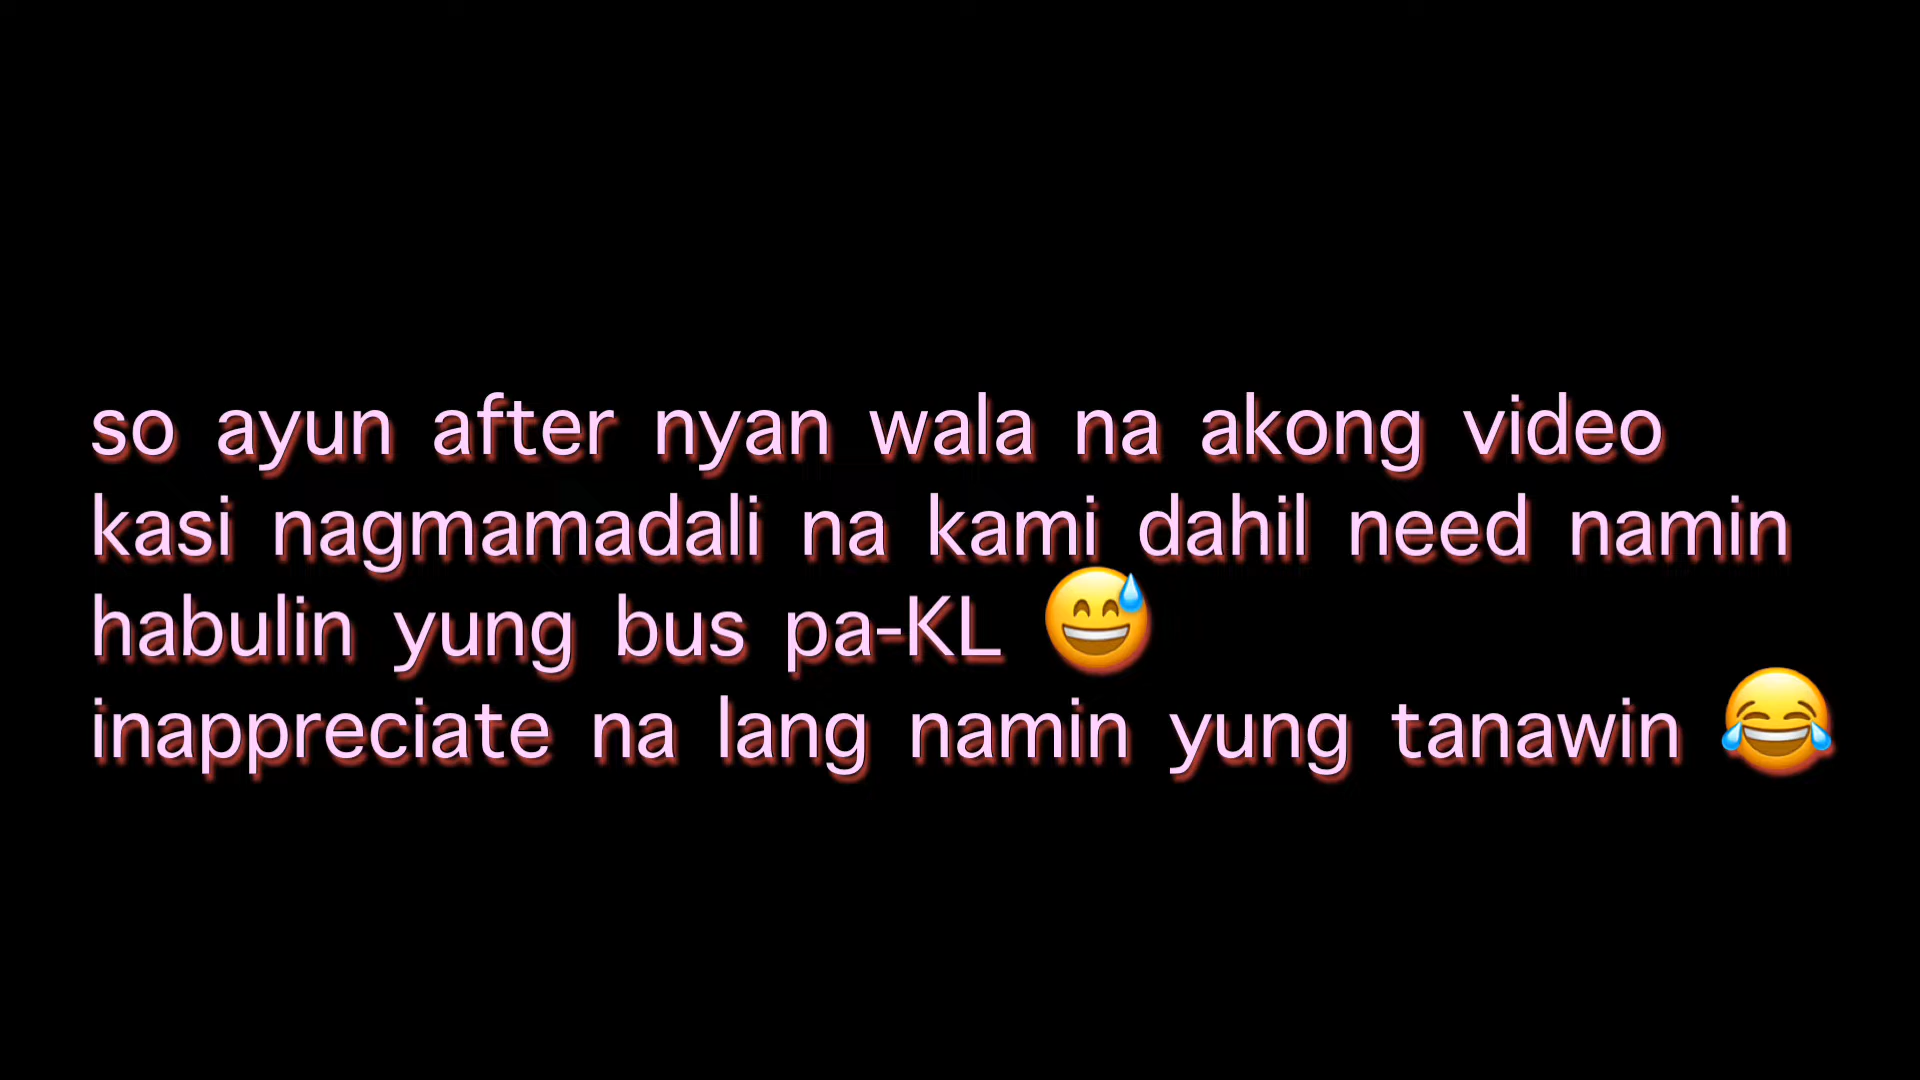 so ayun after nyan wala na akong video
kasi nagmamadali na kami dahil need namin
habulin yung bus pa-KL 😅
inappreciate na lang namin yung tanawin 😂